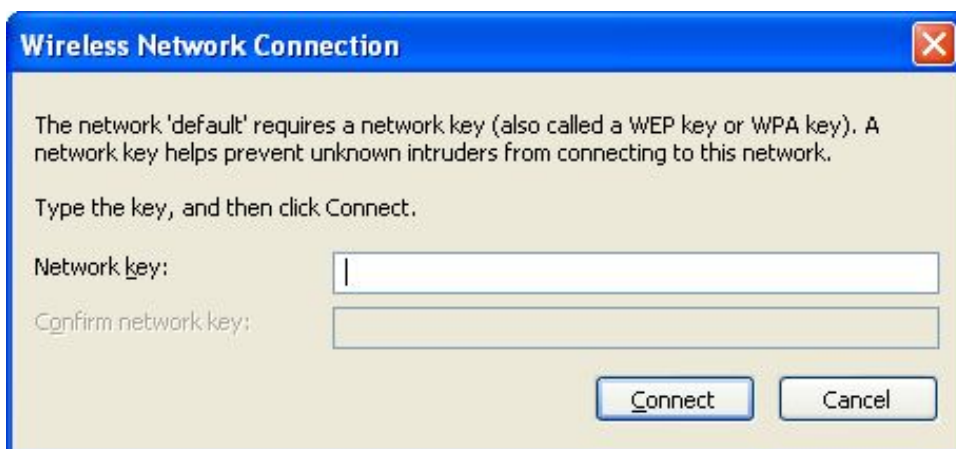 Wireless Network Connection
The network 'default' requires a network key (also called a WEP key or WPA key). A
network key helps prevent unknown intruders from connecting to this network.
Type the key, and then click Connect.
Network key:
Confirm network key:
Connect Cancel